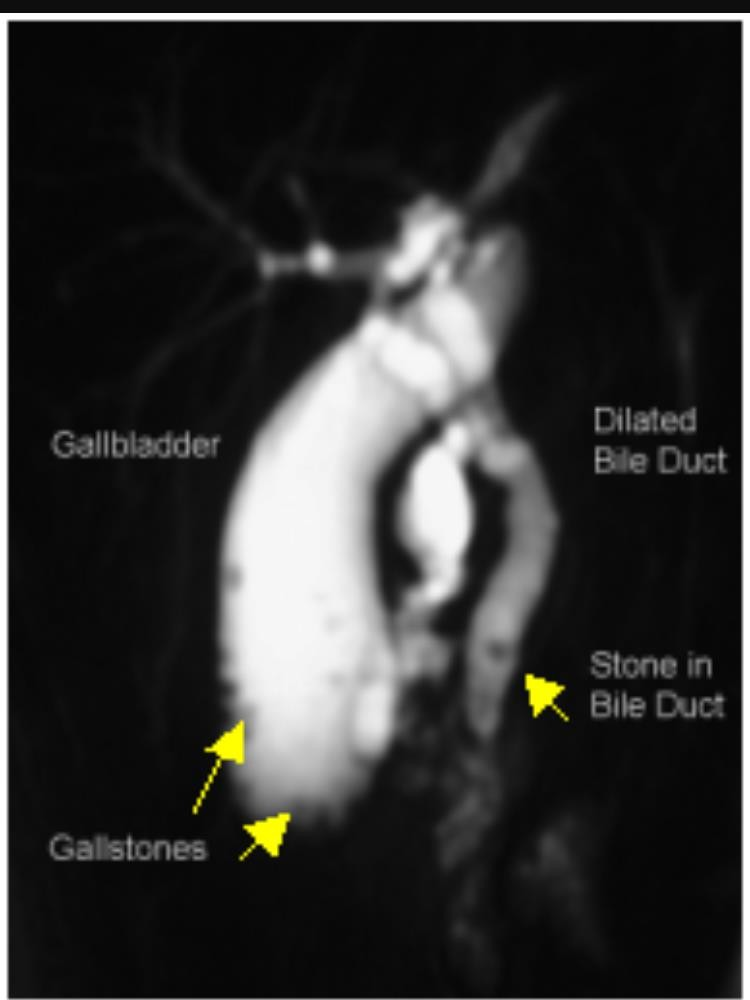 Gallbladder
Dilated
Bile Duct
Stone in
Bile Duct
Gallstones